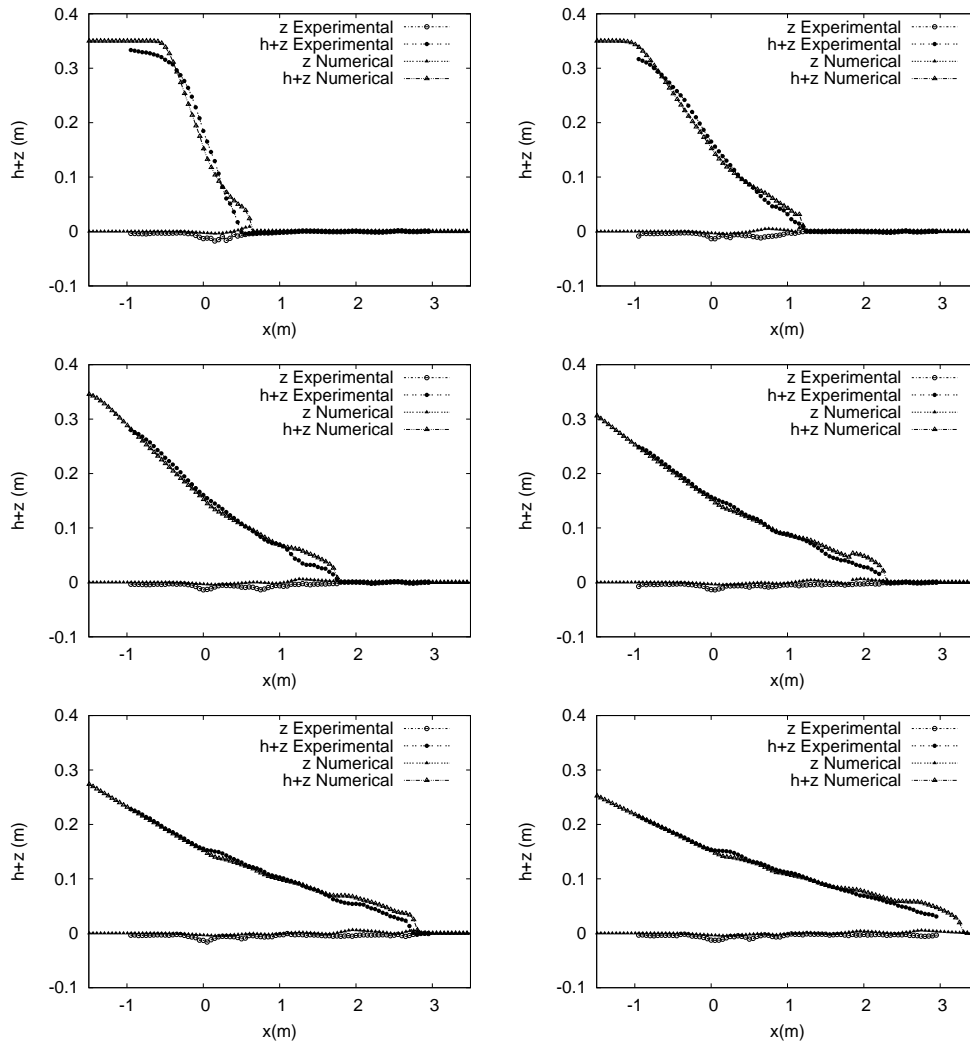 z Experimental
h+z Experimental
z Numerical
h+z Numerical
h+z (m)
0.4
0.3
0.2
0.1
0
-0.1
-1 0 1 2 3
x(m)
z Experimental
h+z Experimental
z Numerical
h+z Numerical
h+z (m)
0.4
0.3
0.2
0.1
0
-0.1
-1 0 1 2 3
x(m)
z Experimental
h+z Experimental
z Numerical
h+z Numerical
h+z (m)
0.4
0.3
0.2
0.1
0
-0.1
-1 0 1 2 3
x(m)
z Experimental
h+z Experimental
z Numerical
h+z Numerical
h+z (m)
0.4
0.3
0.2
0.1
0
-0.1
-1 0 1 2 3
x(m)
z Experimental
h+z Experimental
z Numerical
h+z Numerical
h+z (m)
0.4
0.3
0.2
0.1
0
-0.1
-1 0 1 2 3
x(m)
z Experimental
h+z Experimental
z Numerical
h+z Numerical
h+z (m)
0.4
0.3
0.2
0.1
0
-0.1
-1 0 1 2 3
x(m)